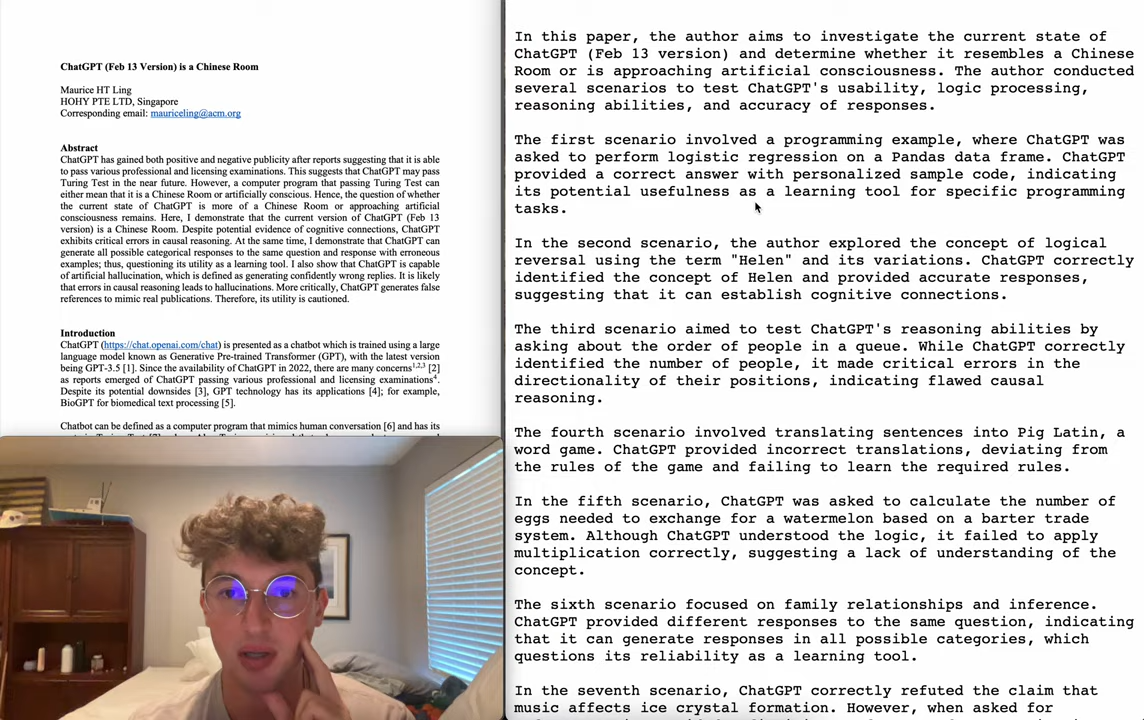 ChatGPT (Feb 13 Version) is a Chinese Room
Maurice HT Ling
HOHY PTE LTD, Singapore
Corresponding email: mauriceling@acm.org
Abstract
ChatGPT has gained both positive and negative publicity after reports suggesting that it is able
to pass various professional and licensing examinations. This suggests that ChatGPT may pass
Turing Test in the near future. However, a computer program that passing Turing Test can
either mean that it is a Chinese Room or artificially conscious. Hence, the question of whether
the current state of ChatGPT is more of a Chinese Room or approaching artificial
consciousness remains. Here, I demonstrate that the current version of ChatGPT (Feb 13
version) is a Chinese Room. Despite potential evidence of cognitive connections, ChatGPT
exhibits critical errors in causal reasoning. At the same time, I demonstrate that ChatGPT can
generate all possible categorical responses to the same question and response with erroneous
examples; thus, questioning its utility as a learning tool. I also show that ChatGPT is capable
of artificial hallucination, which is defined as generating confidently wrong replies. It is likely
that errors in causal reasoning leads to hallucinations. More critically, ChatGPT generates false
references to mimic real publications. Therefore, its utility is cautioned.
Introduction
ChatGPT (https://chat.openai.com/chat) is presented as a chatbot which is trained using a large
language model known as Generative Pre-trained Transformer (GPT), with the latest version
being GPT-3.5 [1]. Since the availability of ChatGPT in 2022, there are many concerns1,2,3 [2]
as reports emerged of ChatGPT passing various professional and licensing examinations4.
Despite its potential downsides [3], GPT technology has its applications [4]; for example,
BioGPT for biomedical text processing [5].
Chatbot can be defined as a computer program that mimics human conversation [6] and has its
In this paper, the author aims to investigate the current state of
ChatGPT (Feb 13 version) and determine whether it resembles a Chinese
Room or is approaching artificial consciousness. The author conducted
several scenarios to test ChatGPT's usability, logic processing,
reasoning abilities, and accuracy of responses.
The first scenario involved a programming example, where ChatGPT was
asked to perform logistic regression on a Pandas data frame. ChatGPT
provided a correct answer with personalized sample code, indicating
its potential usefulness as a learning tool for specific programming
tasks.
In the second scenario, the author explored the concept of logical
reversal using the term "Helen" and its variations. ChatGPT correctly
identified the concept of Helen and provided accurate responses,
suggesting that it can establish cognitive connections.
The third scenario aimed to test ChatGPT's reasoning abilities by
asking about the order of people in a queue. While ChatGPT correctly
identified the number of people, it made critical errors in the
directionality of their positions, indicating flawed causal
reasoning.
The fourth scenario involved translating sentences into Pig Latin, a
word game. ChatGPT provided incorrect translations, deviating from
the rules of the game and failing to learn the required rules.
In the fifth scenario, ChatGPT was asked to calculate the number of
eggs needed to exchange for a watermelon based on a barter trade
system. Although ChatGPT understood the logic, it failed to apply
multiplication correctly, suggesting a lack of understanding of the
concept.
The sixth scenario focused on family relationships and inference.
ChatGPT provided different responses to the same question, indicating
that it can generate responses in all possible categories, which
questions its reliability as a learning tool.
In the seventh scenario, ChatGPT correctly refuted the claim that
music affects ice crystal formation. However, when asked for